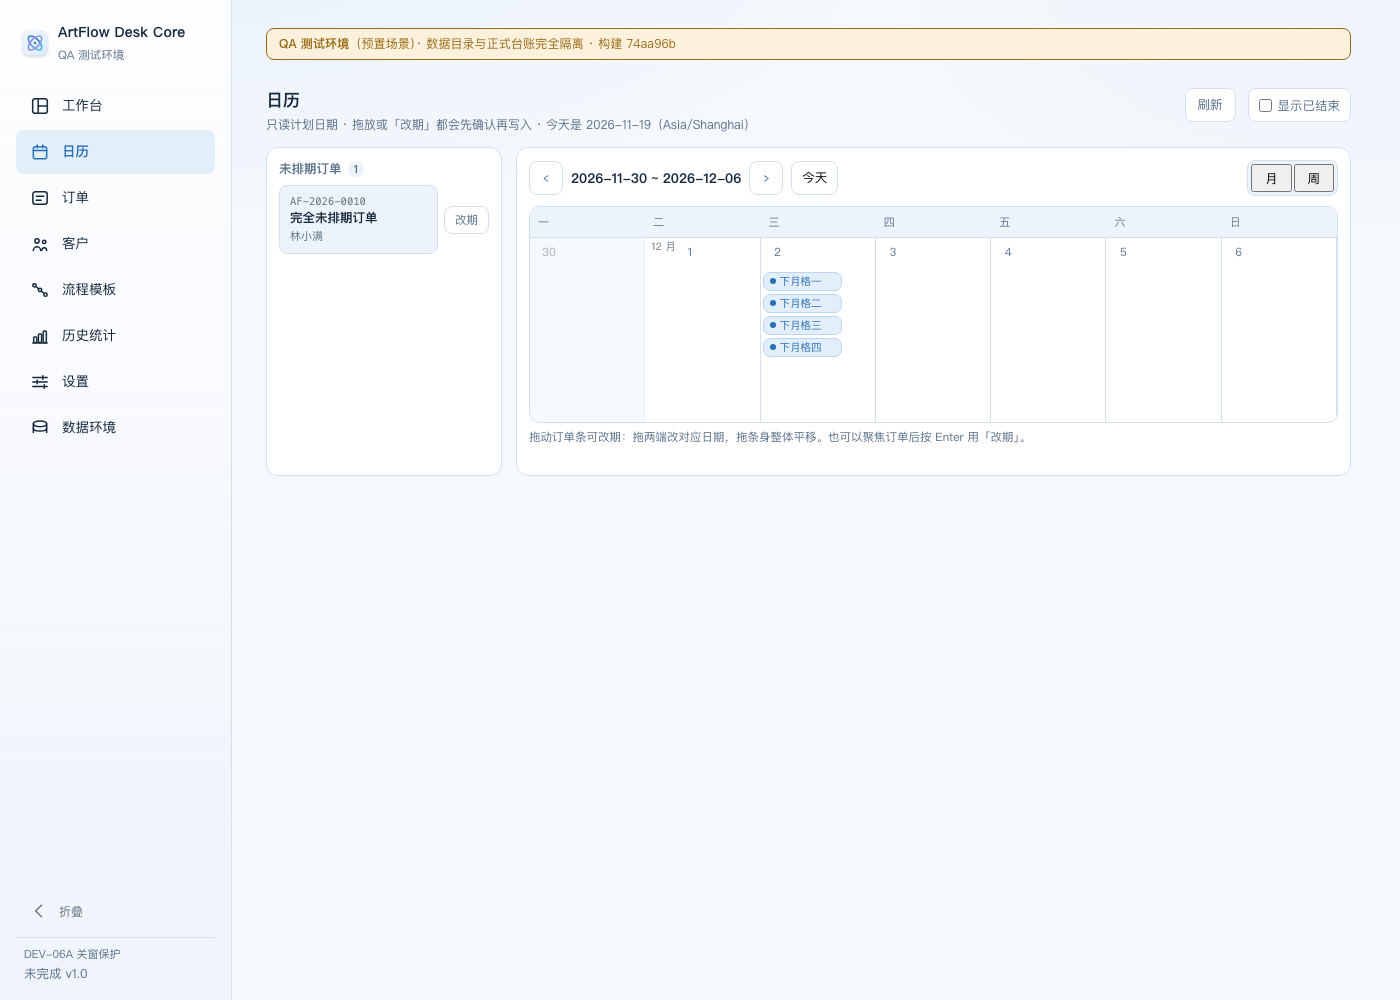 ArtFlow Desk Core
QA 测试环境
工作台
日历
订单
客户
流程模板
历史统计
设置
数据环境
折叠
DEV-06A 关窗保护
未完成 v1.0
QA 测试环境（预置场景）· 数据目录与正式台账完全隔离 · 构建 74aa96b
日历
只读计划日期 · 拖放或「改期」都会先确认再写入 · 今天是 2026-11-19（Asia/Shanghai）
刷新
显示已结束
未排期订单 1
AF-2026-0010
完全未排期订单
林小满
改期
< 2026-11-30 ~ 2026-12-06 > 今天
月 周
一 二 三 四 五 六 日
30 12 月 1 2 3 4 5 6
下月格一
下月格二
下月格三
下月格四
拖动订单条可改期：拖两端改对应日期，拖条身整体平移。也可以聚焦订单后按 Enter 用「改期」。